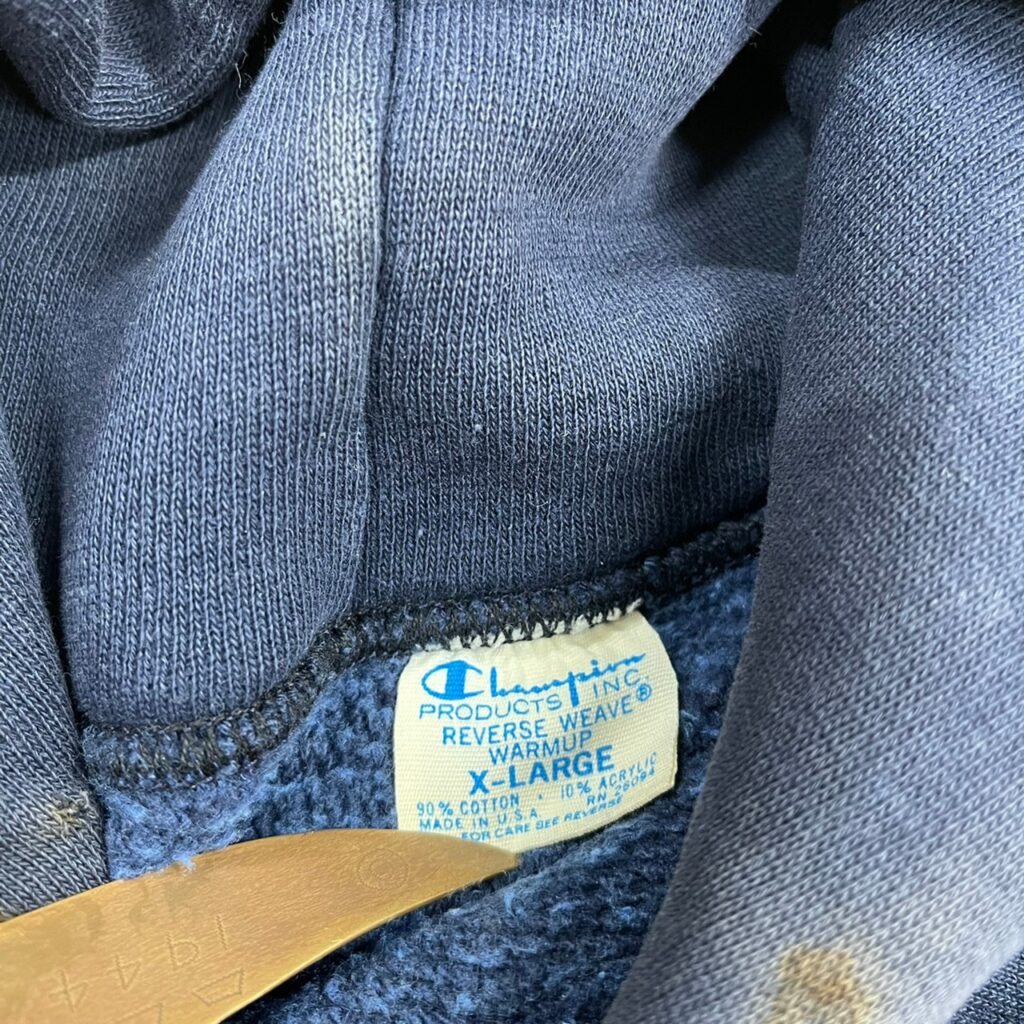 Champion
PRODUCTS INC.
REVERSE WEAVE®
WARMUP
X-LARGE
90% COTTON · 10% ACRYLIC
MADE IN U.S.A. RN 26094
FOR CARE SEE REVERSE
©
1944